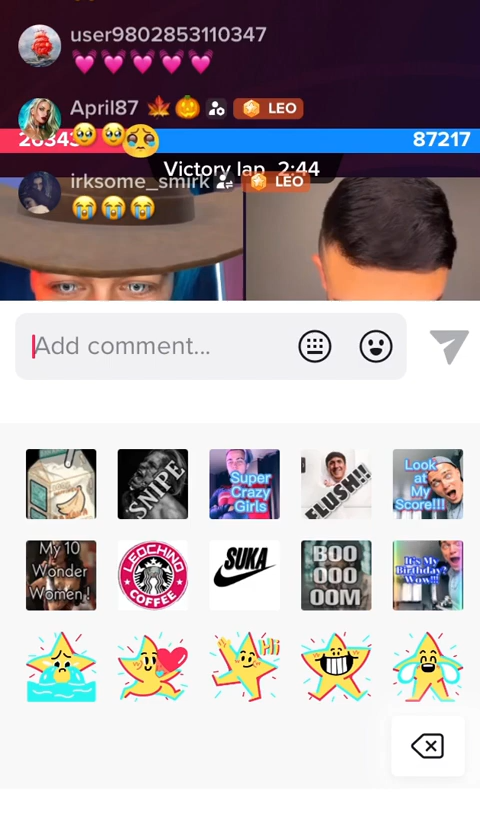 user9802853110347
April87
LEO
26343
87217
Victory lap 2:44
irksome_smirk
LEO
Add comment...
SNIPE
Super
Crazy
Girls
FLUSH!!
Look
at
My
Score!!!
My 10
Wonder
Women !
LEOCHINO
COFFEE
SUKA
BOO
OOO
OOM
It's My
Birthday?
Wow!!!
Hi